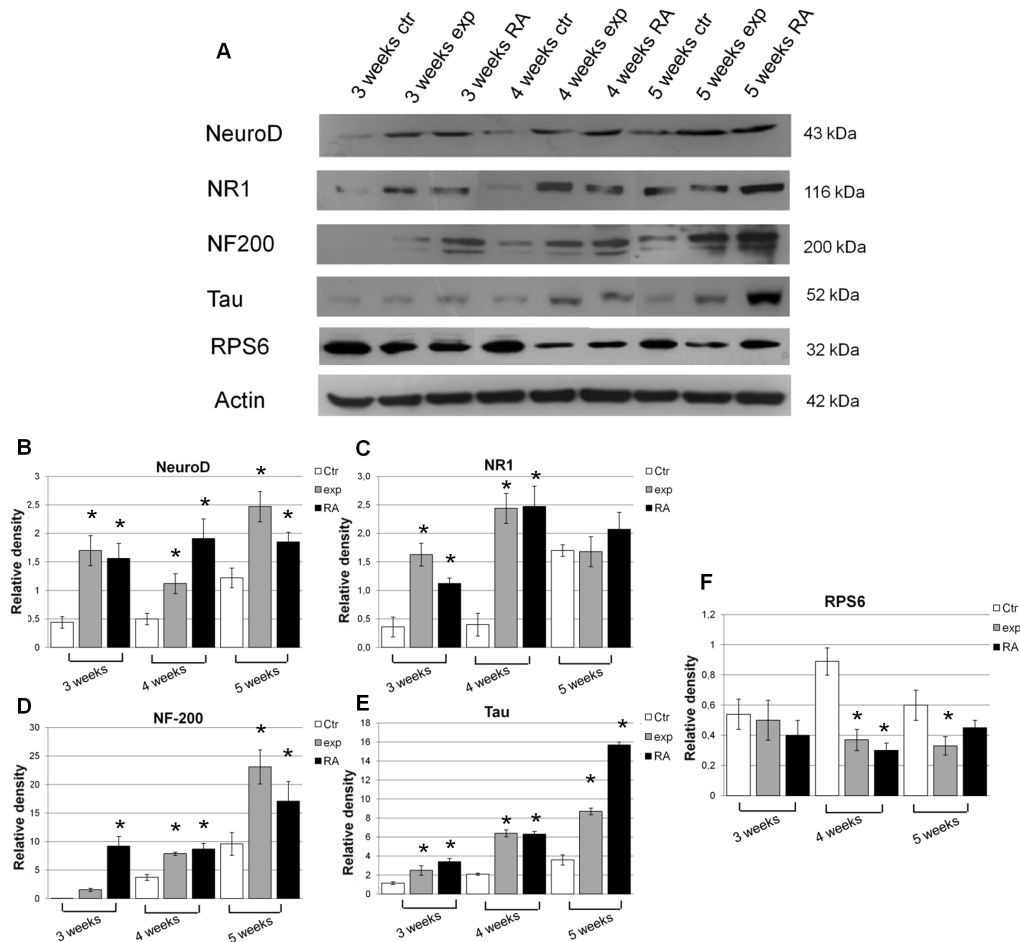 A
3 weeks ctr
3 weeks exp
3 weeks RA
4 weeks ctr
4 weeks exp
4 weeks RA
5 weeks ctr
5 weeks exp
5 weeks RA
NeuroD
43 kDa
NR1
116 kDa
NF200
200 kDa
Tau
52 kDa
RPS6
32 kDa
Actin
42 kDa
B
NeuroD
Relative density
3
2,5
2
1,5
1
0,5
0
* * * * * *
3 weeks
4 weeks
5 weeks
Ctr
exp
RA
C
NR1
Relative density
3,0
2,5
2,0
1,5
1,0
0,5
0,0
* * * *
3 weeks
4 weeks
5 weeks
Ctr
exp
RA
D
NF-200
Relative density
30
25
20
15
10
5
0
* * * * *
3 weeks
4 weeks
5 weeks
Ctr
exp
RA
E
Tau
Relative density
18
16
14
12
10
8
6
4
2
0
* * * * * *
3 weeks
4 weeks
5 weeks
Ctr
exp
RA
F
RPS6
Relative density
1,2
1
0,8
0,6
0,4
0,2
0
* * *
3 weeks
4 weeks
5 weeks
Ctr
exp
RA